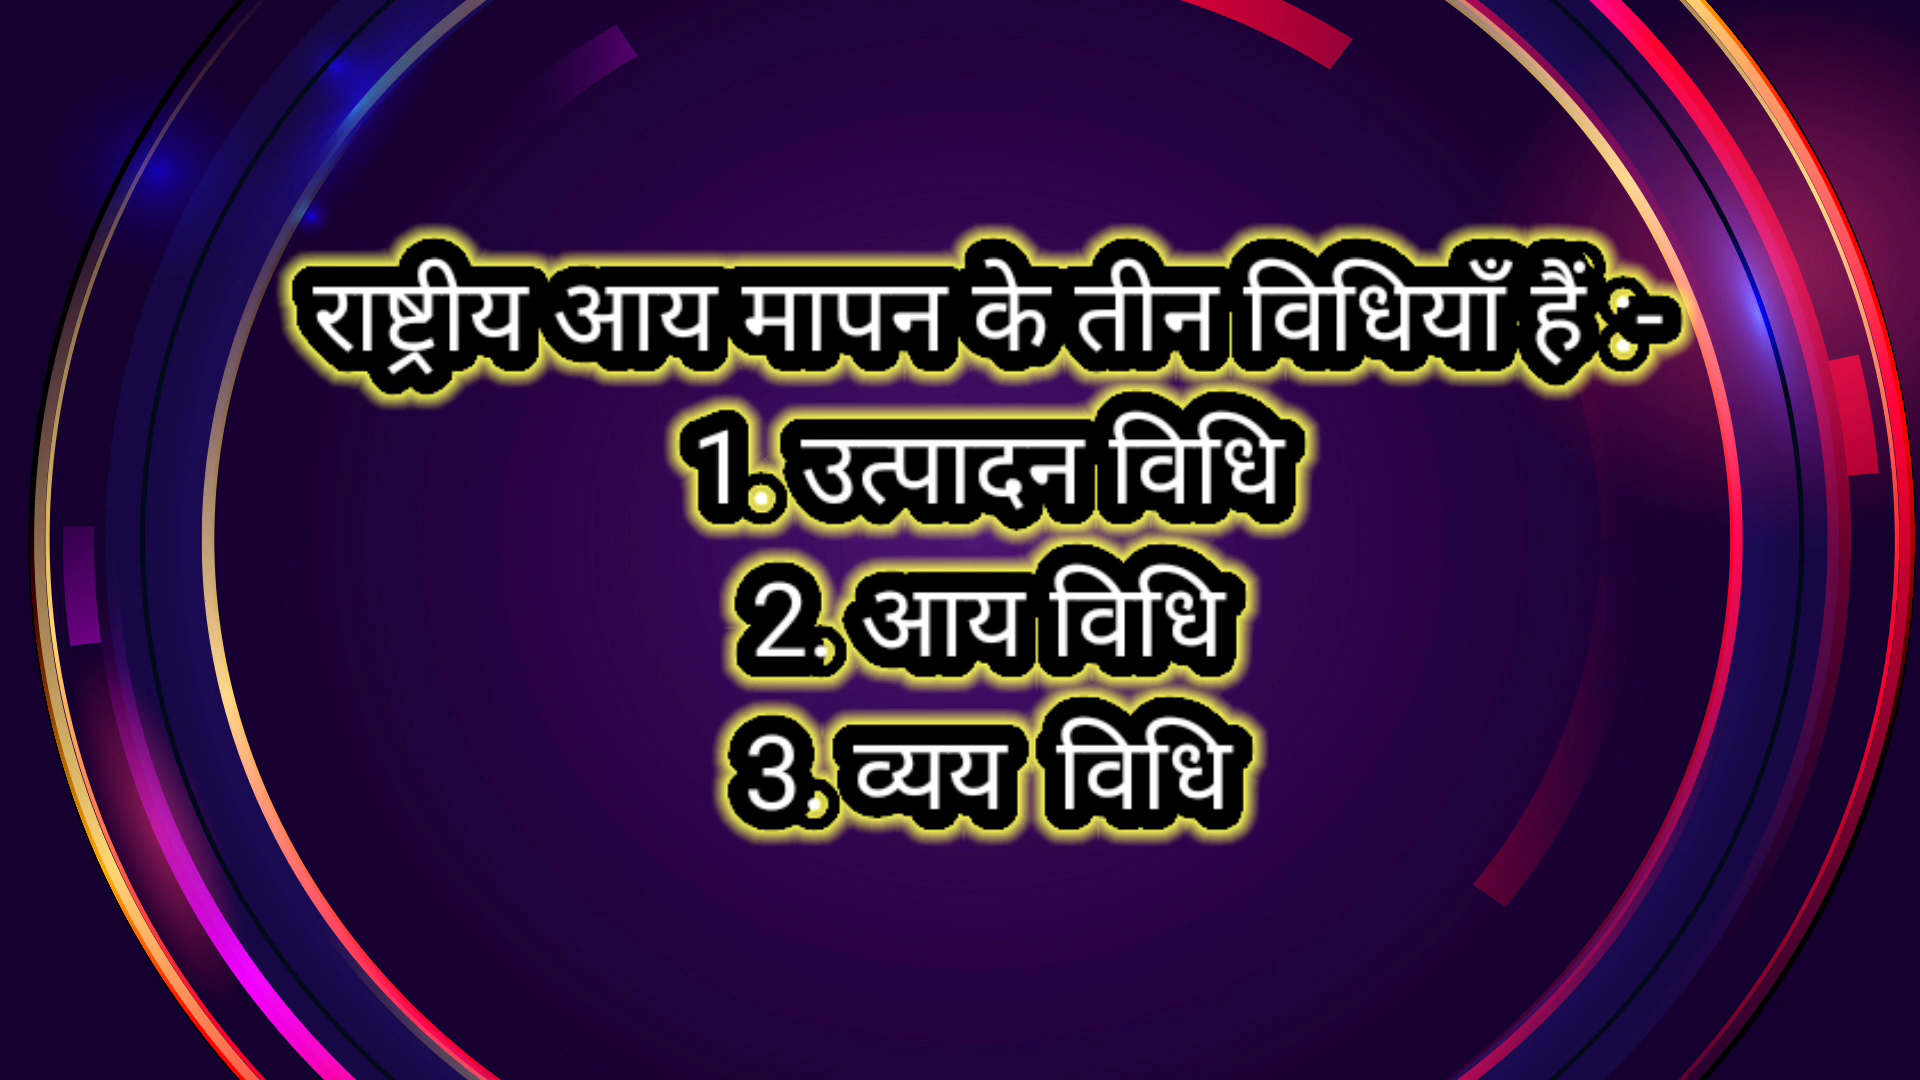 राष्ट्रीय आय मापन के तीन विधियाँ हैं :-
1. उत्पादन विधि
2. आय विधि
3. व्यय विधि